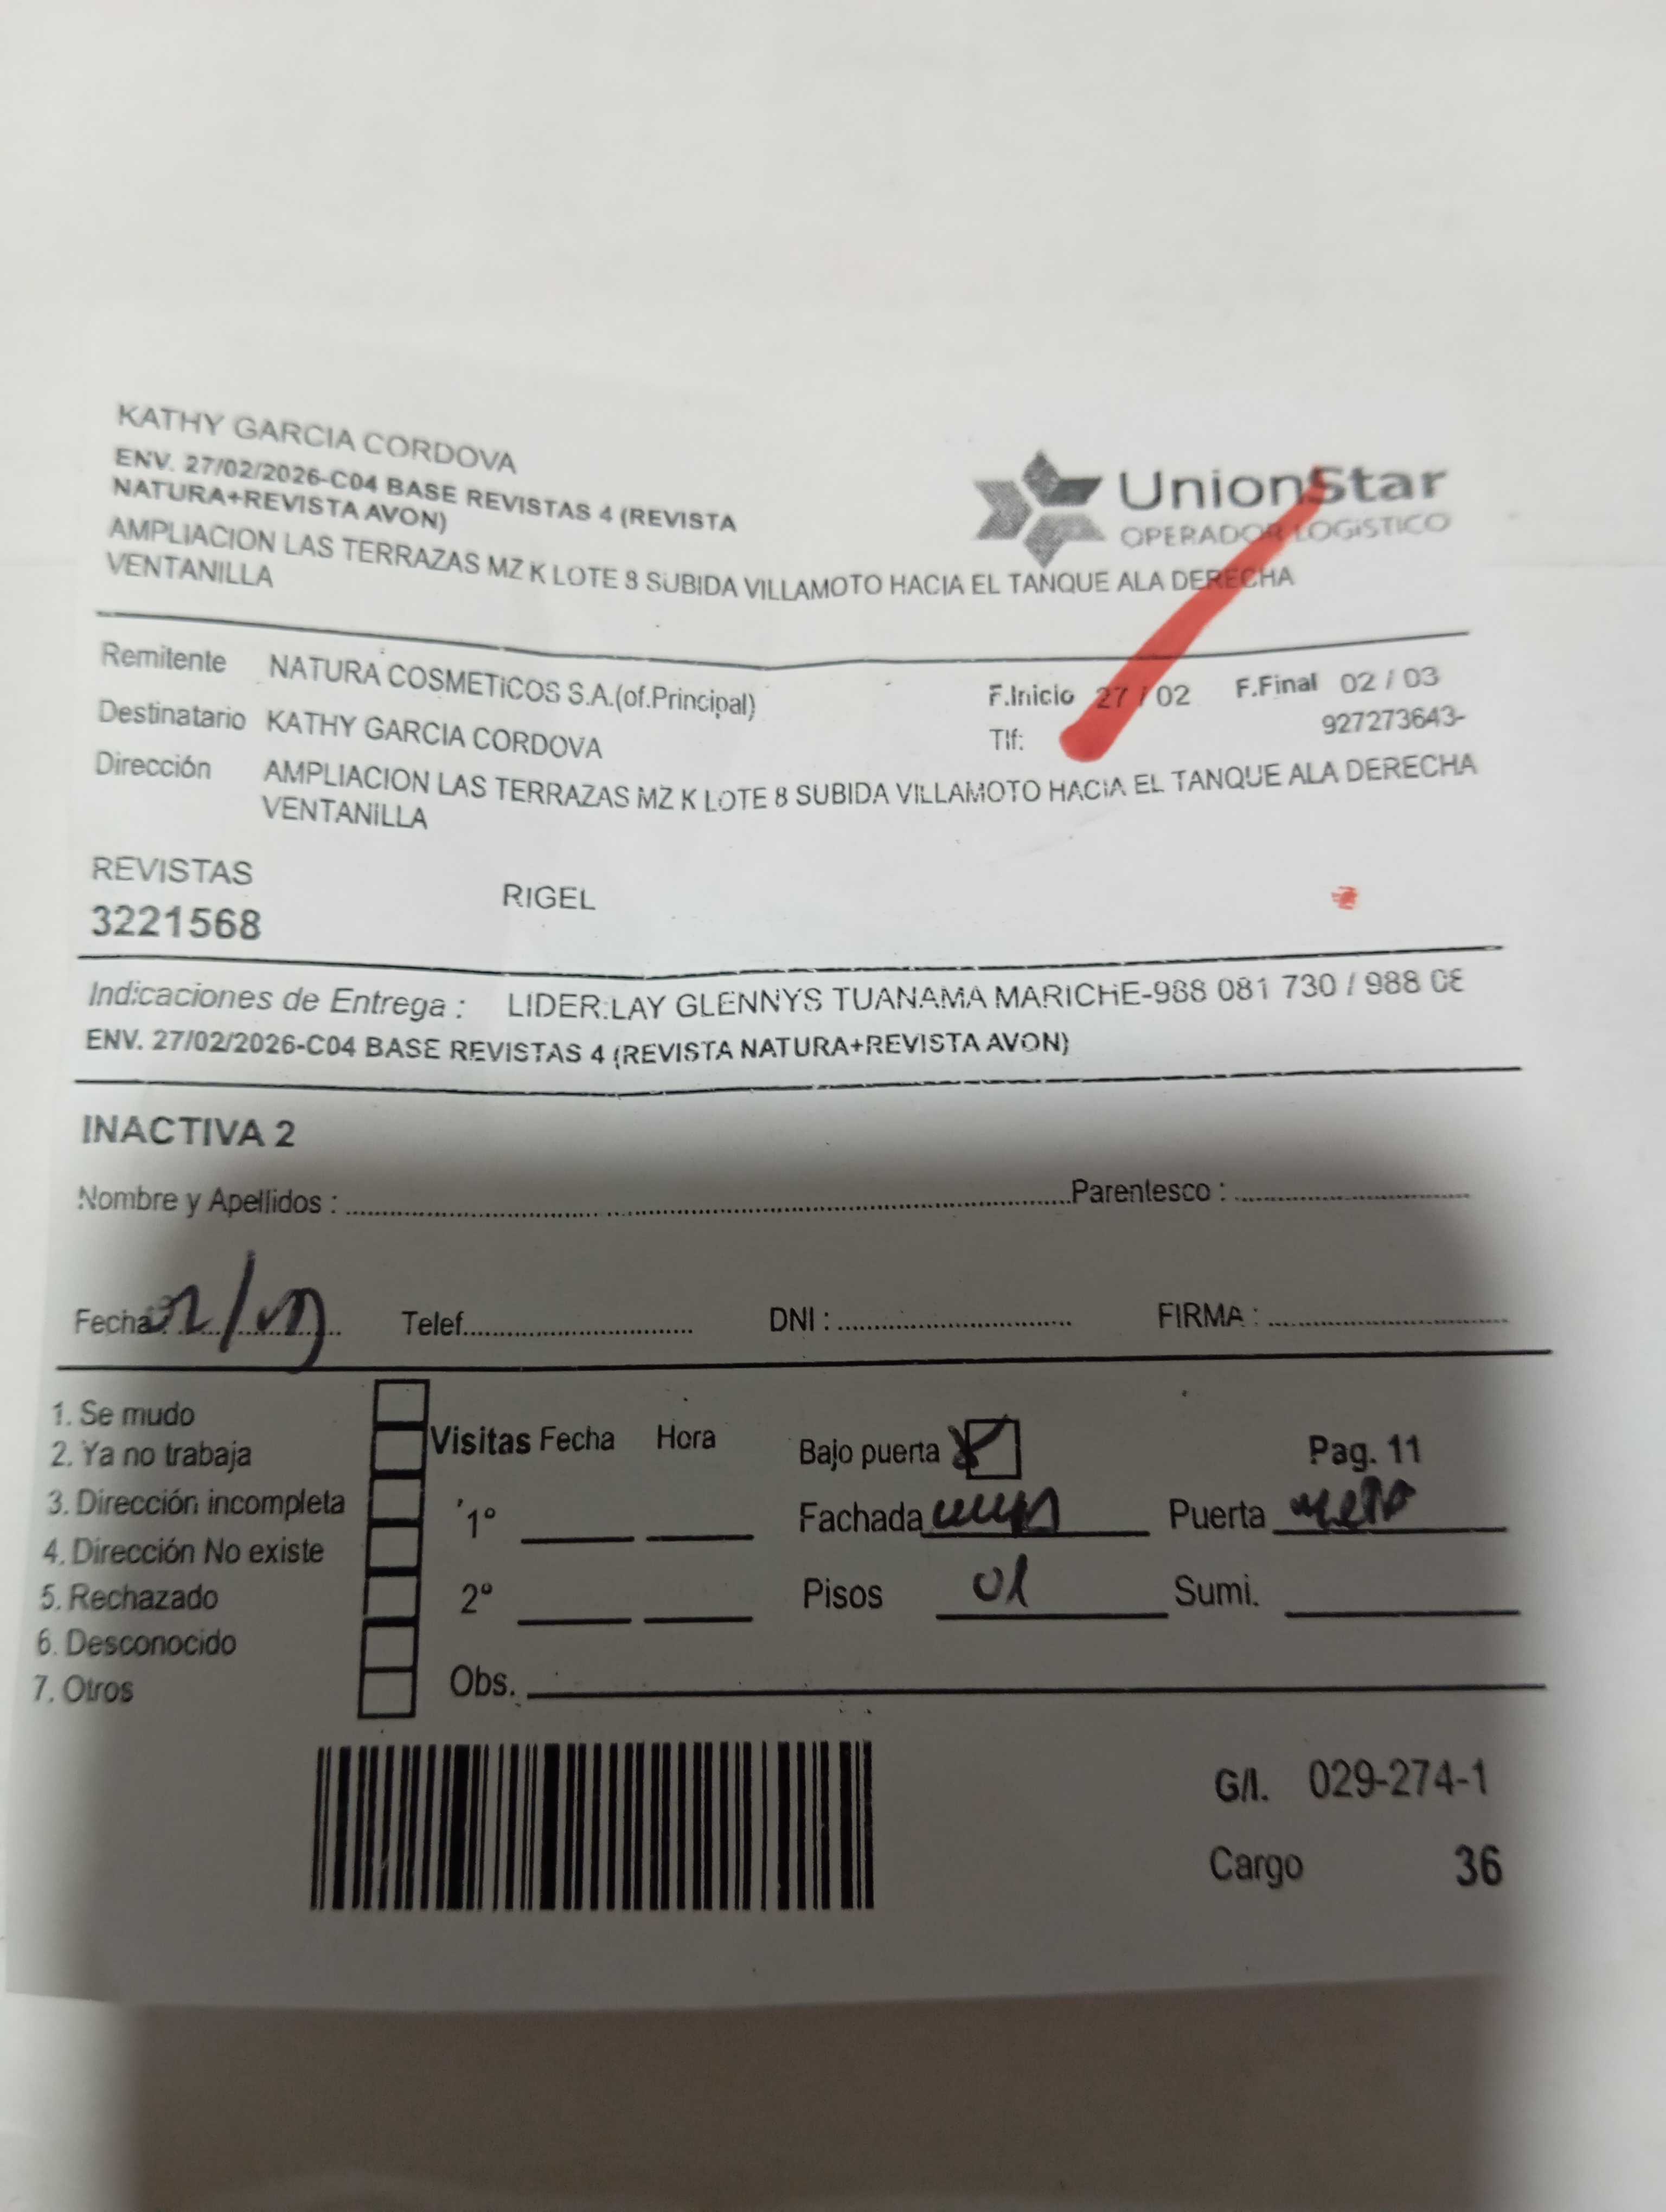 KATHY GARCIA CORDOVA
ENV. 27/02/2026-C04 BASE REVISTAS 4 (REVISTA
NATURA+REVISTA AVON)
UnionStar
OPERADOR LOGíSTICO
AMPLIACION LAS TERRAZAS MZ K LOTE 8 SUBIDA VILLAMOTO HACIA EL TANQUE ALA DERECHA
VENTANILLA
Remitente NATURA COSMETICOS S.A.(of.Principal)
F.Inicio 27 / 02 F.Final 02 / 03
Destinatario KATHY GARCIA CORDOVA
Tlf: 927273643-
Dirección AMPLIACION LAS TERRAZAS MZ K LOTE 8 SUBIDA VILLAMOTO HACIA EL TANQUE ALA DERECHA
VENTANILLA
REVISTAS
RIGEL
3221568
Indicaciones de Entrega : LIDER:LAY GLENNYS TUANAMA MARICHE-988 081 730 / 988 08
ENV. 27/02/2026-C04 BASE REVISTAS 4 (REVISTA NATURA+REVISTA AVON)
INACTIVA 2
Nombre y Apellidos : Parentesco :
Fecha : Telef. DNI : FIRMA :
1. Se mudo
2. Ya no trabaja
3. Dirección incompleta
4. Dirección No existe
5. Rechazado
6. Desconocido
7. Otros
Visitas Fecha Hora
1º
2º
Obs.
Bajo puerta X Pag. 11
Fachada Puerta
Pisos 01 Sumi.
G/I. 029-274-1
Cargo 36